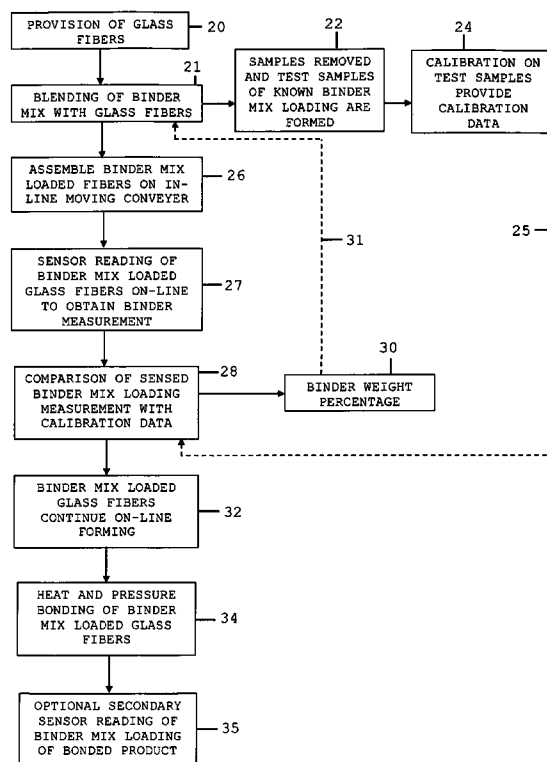 PROVISION OF GLASS
FIBERS
20
21
BLENDING OF BINDER
MIX WITH GLASS FIBERS
22
SAMPLES REMOVED
AND TEST SAMPLES
OF KNOWN BINDER
MIX LOADING ARE
FORMED
24
CALIBRATION ON
TEST SAMPLES
PROVIDE
CALIBRATION
DATA
ASSEMBLE BINDER MIX
LOADED FIBERS ON IN-
LINE MOVING CONVEYER
26
31
25
SENSOR READING OF
BINDER MIX LOADED
GLASS FIBERS ON-LINE
TO OBTAIN BINDER
MEASUREMENT
27
28
COMPARISON OF SENSED
BINDER MIX LOADING
MEASUREMENT WITH
CALIBRATION DATA
30
BINDER WEIGHT
PERCENTAGE
BINDER MIX LOADED
GLASS FIBERS
CONTINUE ON-LINE
FORMING
32
HEAT AND PRESSURE
BONDING OF BINDER
MIX LOADED GLASS
FIBERS
34
OPTIONAL SECONDARY
SENSOR READING OF
BINDER MIX LOADING
OF BONDED PRODUCT
35